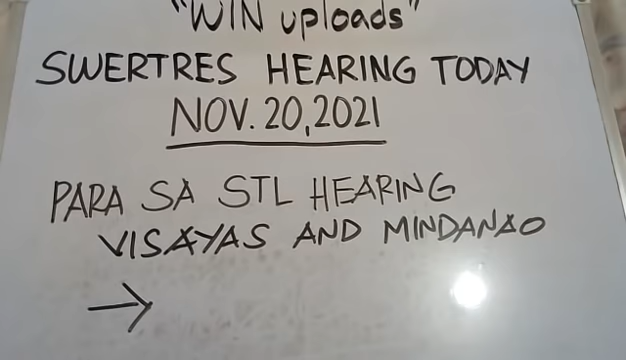 "WIN uploads"
SWERTRES HEARING TODAY
NOV. 20, 2021
PARA SA STL HEARING
VISAYAS AND MINDANAO
→